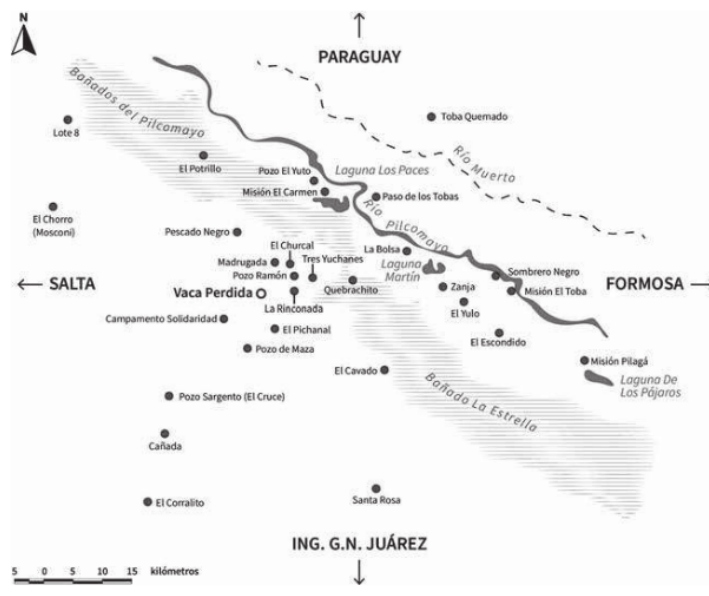 N
PARAGUAY
Bañados del Pilcomayo
Toba Quemado
Lote 8
Río Muerto
El Potrillo
Pozo El Yuto
Laguna Los Paces
Misión El Carmen
Paso de los Tobas
Río Pilcomayo
El Chorro
(Mosconi)
Pescado Negro
El Churcal
La Bolsa
Madrugada
Tres Yuchanes
Laguna
Martín
Pozo Ramón
Sombrero Negro
SALTA
FORMOSA
Vaca Perdida
Quebrachito
Zanja
Misión El Toba
La Rinconada
El Yulo
Campamento Solidaridad
El Pichanal
El Escondido
Pozo de Maza
Misión Pilagá
El Cavado
Laguna De
Los Pájaros
Bañado La Estrella
Pozo Sargento (El Cruce)
Cañada
Santa Rosa
El Corralito
ING. G.N. JUÁREZ
5 0 5 10 15 kilómetros